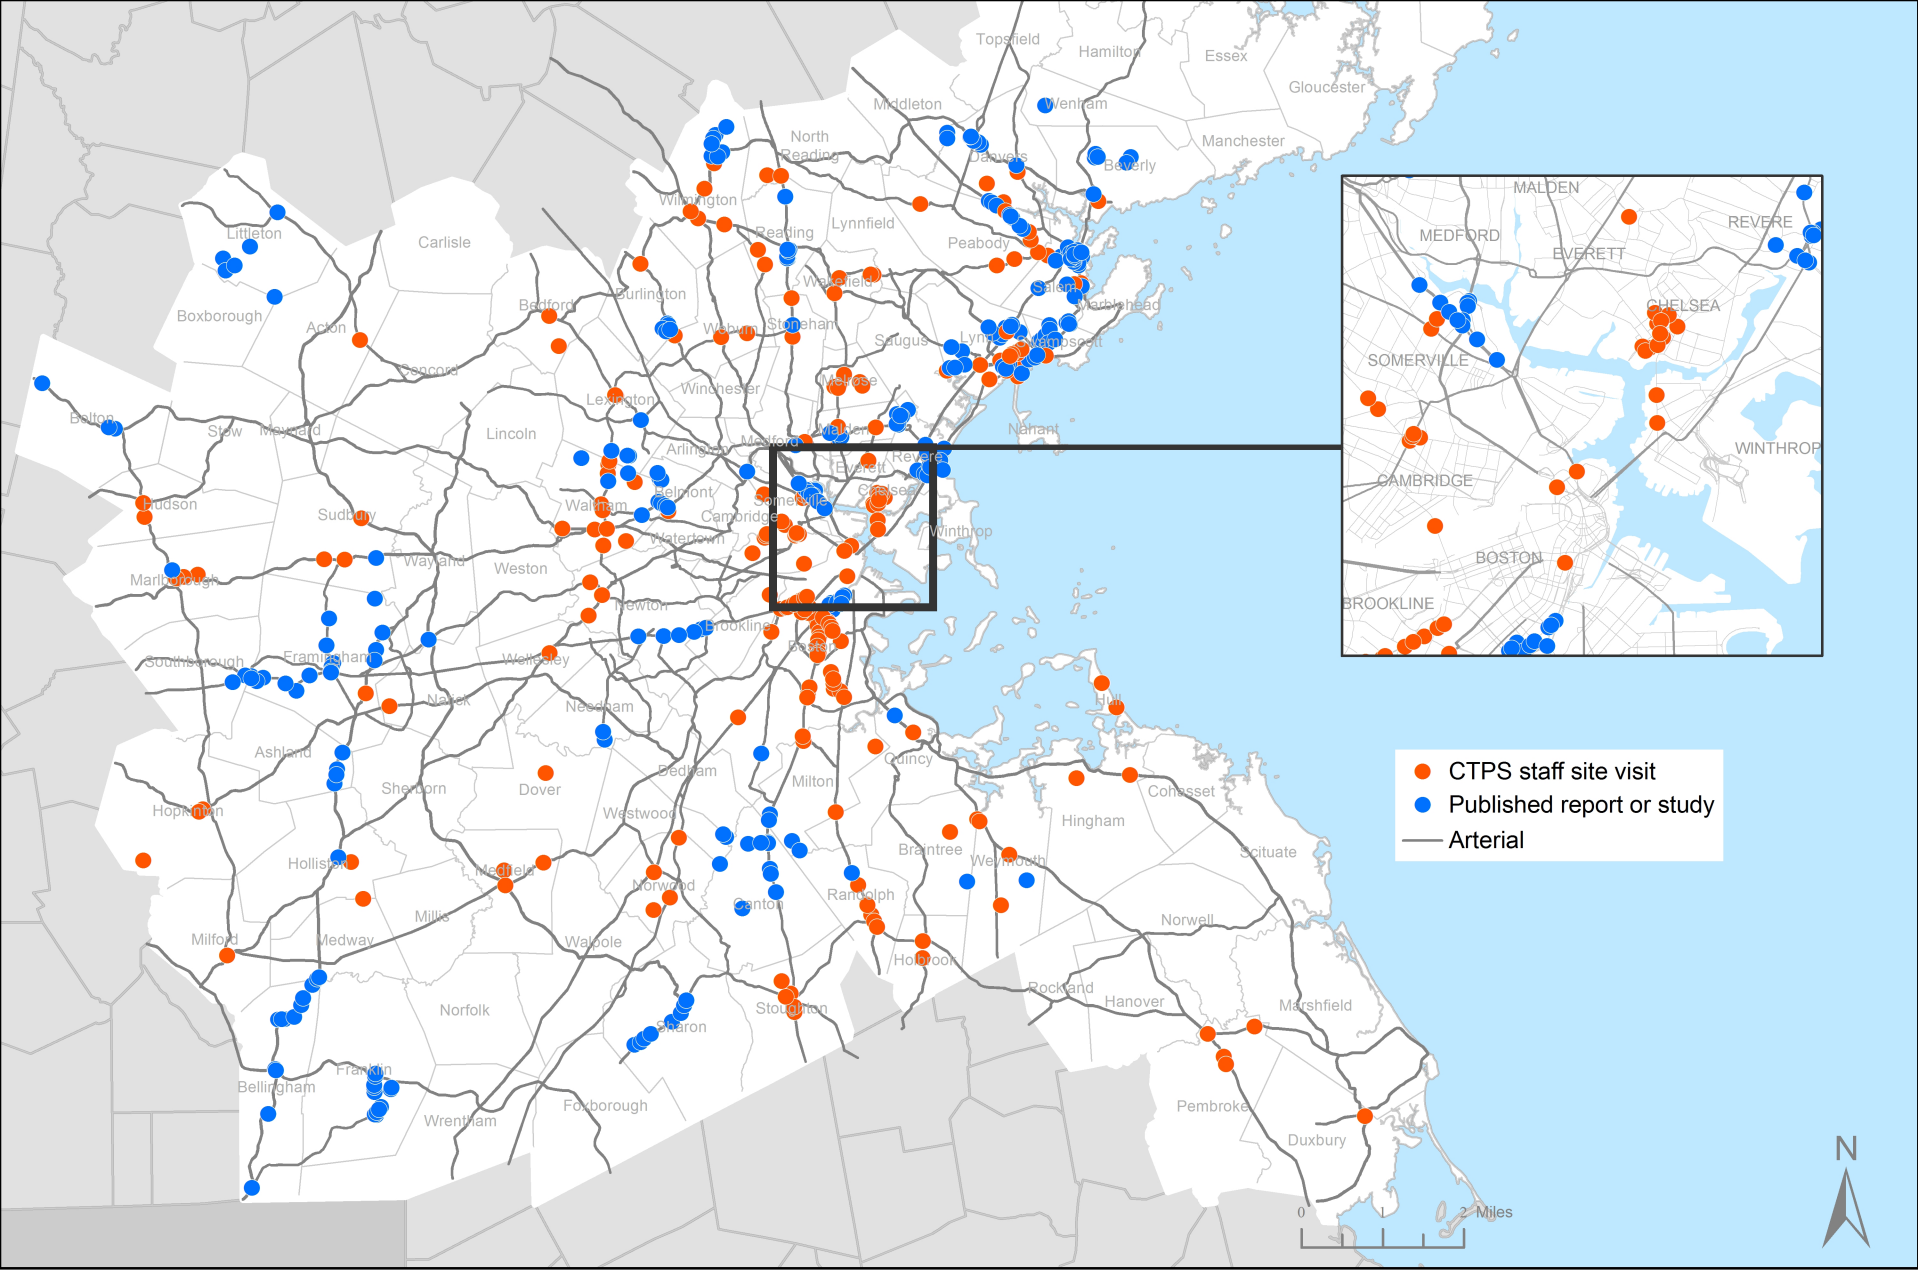 Topsfield
Hamilton
Essex
Gloucester
Middleton
Wenham
North
Reading
Manchester
Danvers
Beverly
Wilmington
Lynnfield
Littleton
Carlisle
Reading
Peabody
Wakefield
Salem
Burlington
Bedford
Marblehead
Boxborough
Acton
Woburn
Stoneham
Saugus
Lynn
Swampscott
Concord
Melrose
Winchester
Lexington
Bolton
Stow
Maynard
Lincoln
Malden
Nahant
Arlington
Medford
Revere
Everett
Belmont
Chelsea
Hudson
Sudbury
Waltham
Somerville
Cambridge
Winthrop
Watertown
Wayland
Weston
Marlborough
Newton
Brookline
Boston
Southborough
Framingham
Wellesley
Natick
Needham
Hull
Ashland
Quincy
Dedham
Sherborn
Dover
Milton
Cohasset
Hopkinton
Westwood
Hingham
Holliston
Medfield
Braintree
Weymouth
Scituate
Norwood
Canton
Randolph
Millis
Norwell
Milford
Medway
Walpole
Holbrook
Rockland
Hanover
Norfolk
Stoughton
Marshfield
Sharon
Franklin
Bellingham
Foxborough
Wrentham
Pembroke
Duxbury
MALDEN
REVERE
MEDFORD
EVERETT
CHELSEA
SOMERVILLE
WINTHROP
CAMBRIDGE
BOSTON
BROOKLINE
CTPS staff site visit
Published report or study
Arterial
N
0 1 2 Miles